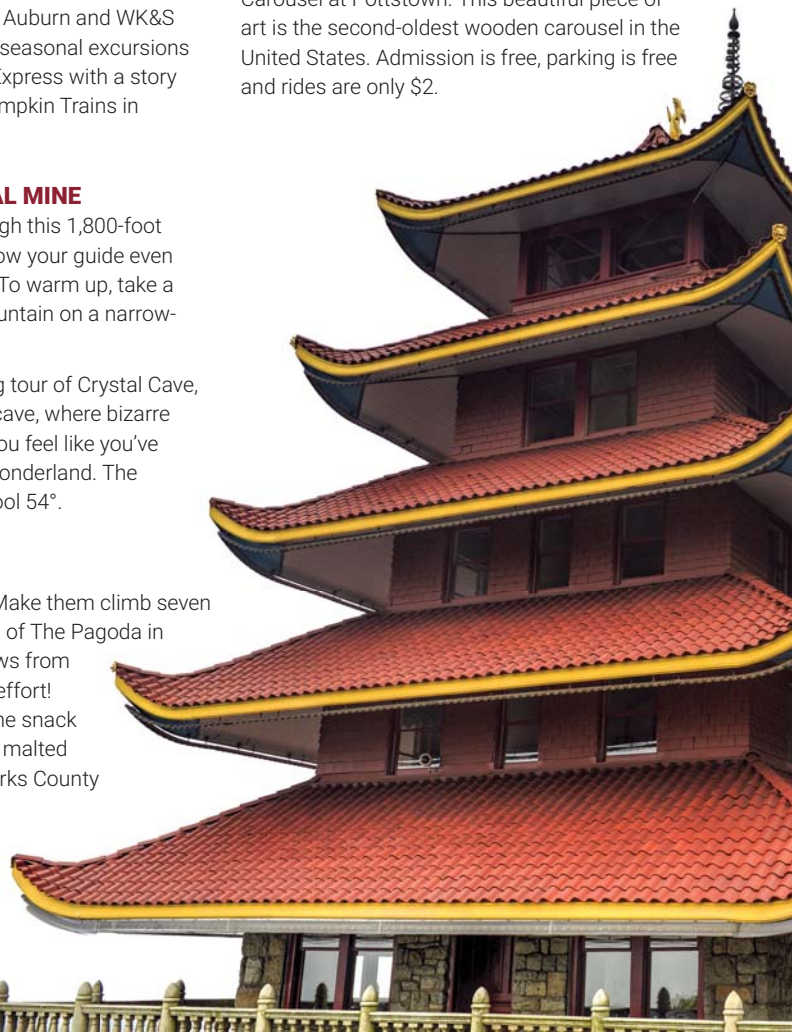 Auburn and WK&S
seasonal excursions
Express with a story
mpkin Trains in
AL MINE
gh this 1,800-foot
ow your guide even
To warm up, take a
untain on a narrow-
g tour of Crystal Cave,
cave, where bizarre
ou feel like you've
onderland. The
ool 54°.
Make them climb seven
of The Pagoda in
ws from
effort!
ne snack
malted
rks County
Carousel at Pottstown. This beautiful piece of
art is the second-oldest wooden carousel in the
United States. Admission is free, parking is free
and rides are only $2.